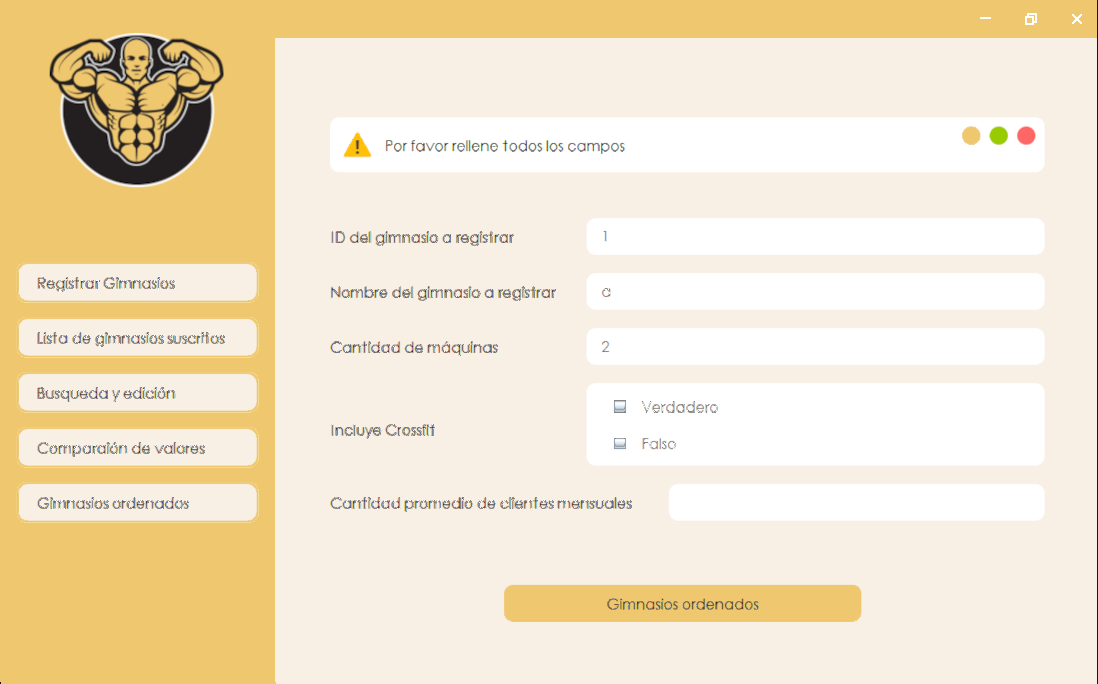 Por favor rellene todos los campos
ID del gimnasio a registrar
1
Nombre del gimnasio a registrar
a
Cantidad de máquinas
2
Incluye Crossfit
Verdadero
Falso
Cantidad promedio de clientes mensuales
Gimnasios ordenados
Registrar Gimnasios
Lista de gimnasios suscritos
Busqueda y edición
Comparaión de valores
Gimnasios ordenados